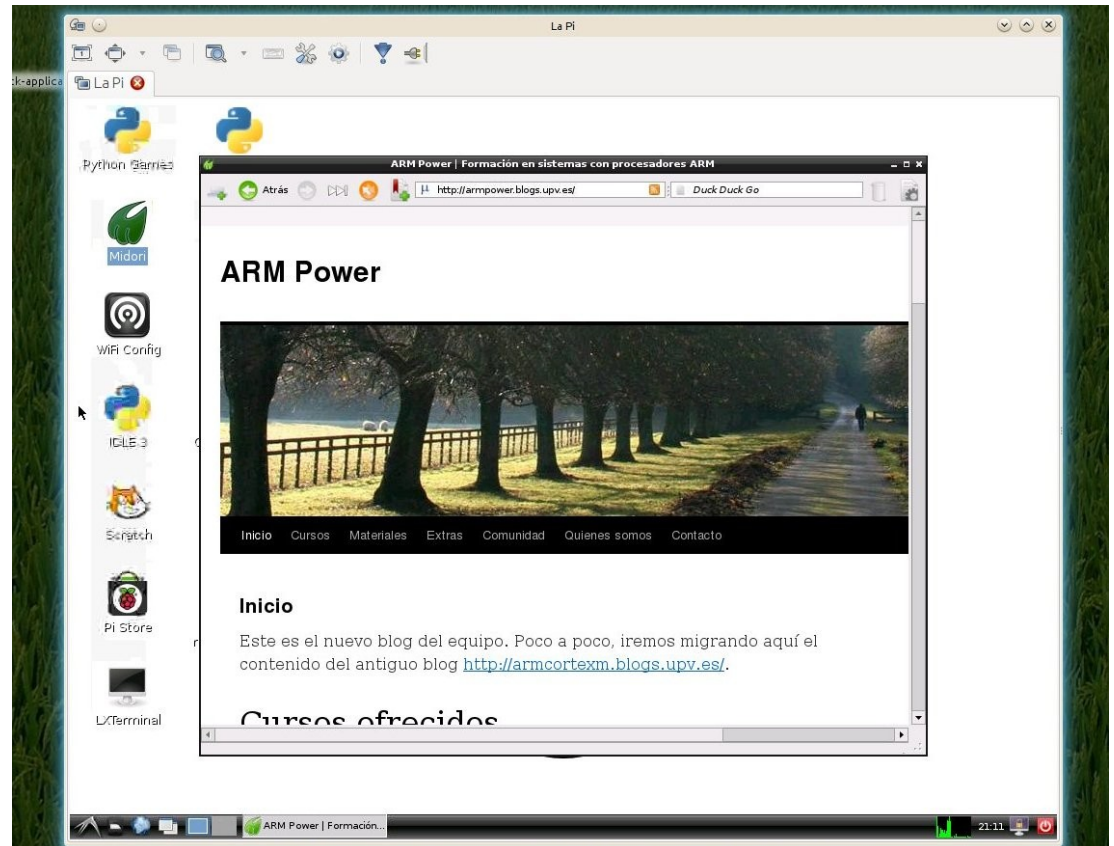 La Pi
:k-applica
La Pi
Python Games
ARM Power | Formación en sistemas con procesadores ARM
Atrás
http://armpower.blogs.upv.es/
Duck Duck Go
Midori
ARM Power
WiFi Config
IDLE 3
Scratch
Inicio Cursos Materiales Extras Comunidad Quienes somos Contacto
Inicio
Pi Store
Este es el nuevo blog del equipo. Poco a poco, iremos migrando aquí el
contenido del antiguo blog http://armcortexm.blogs.upv.es/.
LXTerminal
Cursos ofrecidos
ARM Power | Formación...
21:11